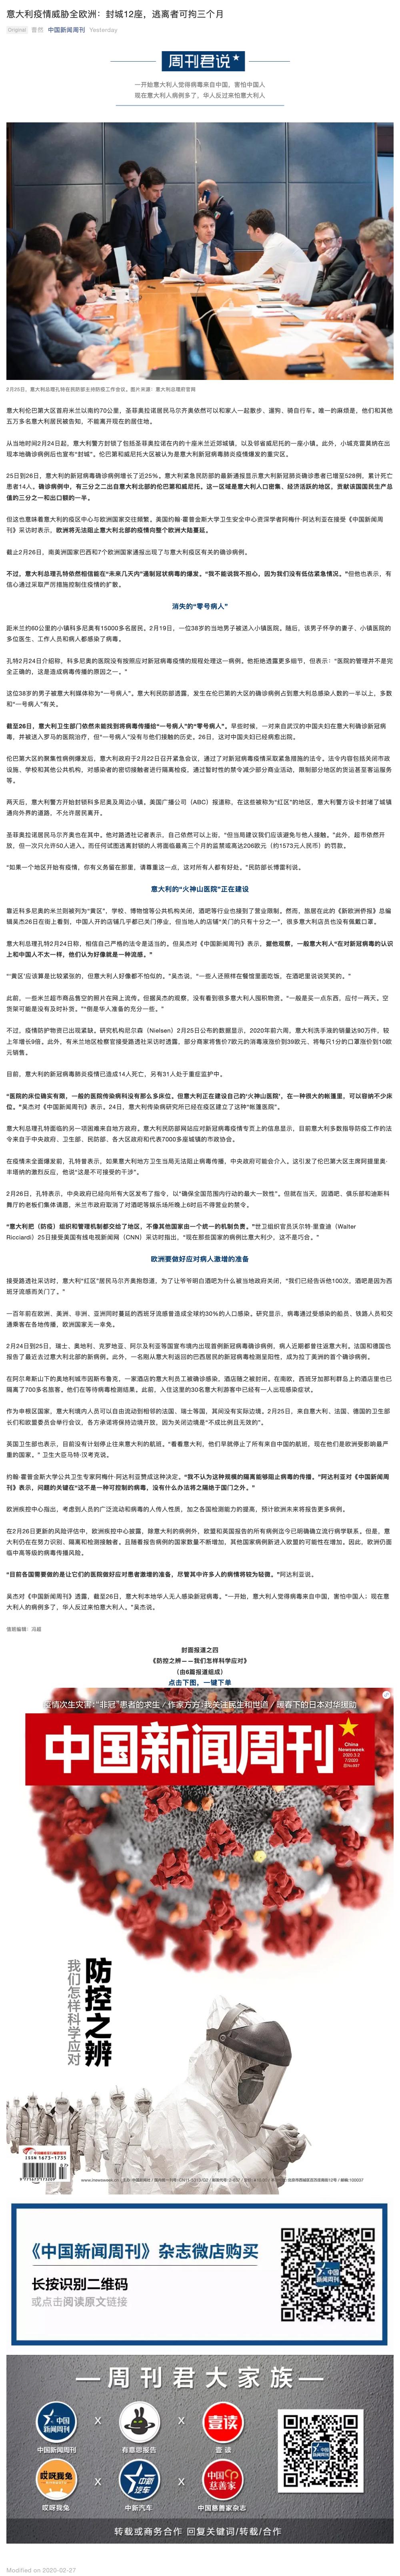 意大利疫情威胁全欧洲：封城12座，逃离者可拘三个月
Original 曹然 中国新闻周刊 Yesterday
周刊君说
一开始意大利人觉得病毒来自中国，害怕中国人
现在意大利人病例多了，华人反过来怕意大利人
2月25日，意大利总理孔特在民防部主持防疫工作会议。图片来源：意大利总理府官网
意大利伦巴第大区首府米兰以南的70公里，圣菲奥拉诺居民马尔齐奥依然可以和家人一起散步、遛狗、骑自行车。唯一的麻烦是，他们和其他
五万多名意大利居民被告知，不能离开现在的居住地。
从当地时间2月24日起，意大利警方封锁了包括圣菲奥拉诺在内的十座米兰近郊城镇，以及邻省威尼托的一座小镇。此外，小城克雷莫纳在出
现本地确诊病例后也宣布“封城”。伦巴第和威尼托大区被认为是意大利新冠病毒肺炎疫情爆发的重灾区。
25日到26日，意大利的新冠病毒确诊病例增长了近25%。意大利紧急民防部的最新通报显示意大利新冠肺炎确诊患者已增至528例，累计死亡
患者14人。确诊病例中，有三分之二出自意大利北部的伦巴第和威尼托。这一区域是意大利人口密集、经济活跃的地区，贡献该国国民生产总
值的三分之一和出口额的一半。
但这也意味着意大利的疫区中心与欧洲国家交往频繁。美国约翰·霍普金斯大学卫生安全中心资深学者阿梅什·阿达利亚在接受《中国新闻周
刊》采访时表示，欧洲将无法阻止意大利北部的疫情向整个欧洲大陆蔓延。
截止2月26日，南美洲国家巴西和7个欧洲国家通报出现了与意大利疫区有关的确诊病例。
不过，意大利总理孔特依然相信能在“未来几天内”遏制冠状病毒的爆发。“我不能说我不担心，因为我们没有低估紧急情况。”但他也表示，有
信心通过采取严厉措施控制住疫情的扩散。
消失的“零号病人”
距米兰约60公里的小镇科多尼奥有15000多名居民。2月19日，一位38岁的当地男子被送入小镇医院。随后，该男子怀孕的妻子、小镇医院的
多位医生、工作人员和病人都感染了病毒。
孔特2月24日介绍称，科多尼奥的医院没有按照应对新冠病毒疫情的规程处理这一病例。他拒绝透露更多细节，但表示：“医院的管理并不是完
全正确的，这是造成病毒传播的原因之一。”
这位38岁的男子被意大利媒体称为“一号病人”。意大利民防部透露，发生在伦巴第的大区的确诊病例占到意大利总感染人数的一半以上，多数
和“一号病人”有关。
截至26日，意大利卫生部门依然未能找到将病毒传播给“一号病人”的“零号病人”。早些时候，一对来自武汉的中国夫妇在意大利确诊新冠病
毒，并被送入罗马的医院治疗，但“一号病人”没有与他们接触的历史。26日，这对中国夫妇已经病愈出院。
伦巴第大区的聚集性病例爆发后，意大利政府于2月22日召开紧急会议，通过了对新冠病毒疫情采取紧急措施的法令。法令内容包括关闭市政
设施、学校和其他公共机构，对感染者的密切接触者进行隔离检疫，通过暂时性的禁令减少部分商业活动、限制部分地区的货运甚至客运服务
等。
两天后，意大利警方开始封锁科多尼奥及周边小镇。美国广播公司（ABC）报道称，在这些被称为“红区”的地区，意大利警方设卡封堵了城镇
通向外界的道路，不允许居民离开。
圣菲奥拉诺居民马尔齐奥也在其中。他对路透社记者表示，自己依然可以上街，“但当局建议我们应该避免与他人接触。”此外，超市依然开
放，但一次只允许50人进入。而任何试图逃离封锁的人将面临最高三个月的监禁或高达206欧元（约1573元人民币）的罚款。
“如果一个地区开始有疫情，你有义务留在那里，请尊重这一点，这对所有人都有好处。”民防部长博雷利说。
意大利的“火神山医院”正在建设
靠近科多尼奥的米兰则被列为“黄区”，学校、博物馆等公共机构关闭，酒吧等行业也接到了营业限制。然而，旅居在此的《新欧洲侨报》总编
辑吴杰26日在街上看到，中国人开的店铺几乎都已关门停业，但当地人的店铺“关门的只有十分之一”，很多意大利店员也没有佩戴口罩。
意大利总理孔特2月24日称，相信自己严格的法令是适当的。但吴杰对《中国新闻周刊》表示，据他观察，一般意大利人“在对新冠病毒的认识
上和中国人不太一样，他们认为好像就是一种流感。”
“‘黄区’应该算是比较紧张的，但意大利人好像都不怕似的。”吴杰说，“一些人还照样在餐馆里面吃饭，在酒吧里说说笑笑的。”
此前，一些米兰超市商品售空的照片在网上流传。但据吴杰的观察，没有看到很多意大利人囤积物资。“一般是买一点东西，应付一两天。空
货架可能是没有及时补货。”“倒是华人准备的充分一些。”
不过，疫情防护物资已出现紧缺。研究机构尼尔森（Nielsen）2月25日公布的数据显示，2020年前六周，意大利洗手液的销量达90万件，较
上年增长9倍。此外，有米兰地区检察官接受路透社采访时透露，部分商家将售价7欧元的消毒液涨价到39欧元、将每只1分的口罩涨价到10欧
元销售。
目前，意大利的新冠病毒肺炎疫情已造成14人死亡，另有31人处于重症监护中。
“医院的床位确实有限，一般的医院传染病科没有那么多床位。但意大利正在建设自己的‘火神山医院’，在一种很大的帐篷里，可以容纳不少床
位。”吴杰对《中国新闻周刊》表示。24日，意大利传染病研究所已经在疫区建立了这种“帐篷医院”。
意大利总理孔特面临的另一项困难来自地方政府。意大利民防部网站应对新冠病毒疫情专页上的信息显示，目前意大利多数指导防疫工作的法
令来自于中央政府、卫生部、民防部、各大区政府和代表7000多座城镇的市政协会。
在疫情未全面爆发前，孔特曾表示，如果意大利地方卫生当局无法阻止病毒传播，中央政府可能会介入。这引发了伦巴第大区主席阿提里奥·
丰塔纳的激烈反应，他说“这是不可接受的干涉”。
2月26日，孔特表示，中央政府已经向所有大区发布了指令，以“确保全国范围内行动的最大一致性”。但就在当天，因酒吧、俱乐部和迪斯科
舞厅的老板们集体请愿，米兰市政府取消了对酒吧等娱乐场所晚上6时后不得营业的禁令。
“意大利把（防疫）组织和管理机制都交给了地区，不像其他国家由一个统一的机制负责。”世卫组织官员沃尔特·里查迪（Walter
Ricciardi）25日接受美国有线电视新闻网（CNN）采访时指出，“现在那些国家的病例比意大利少，这不是巧合。”
欧洲要做好应对病人激增的准备
接受路透社采访时，意大利“红区”居民马尔齐奥抱怨道，为了让爷爷明白酒吧为什么被当地政府关闭，“我们已经告诉他100次，酒吧是因为西
班牙流感而关门了。”
一百年前在欧洲、美洲、非洲、亚洲同时蔓延的西班牙流感曾造成全球约30%的人口感染。研究显示，病毒通过受感染的船员、铁路人员和交
通乘客在各地传播，欧洲国家无一幸免。
2月24日到25日，瑞士、奥地利、克罗地亚、阿尔及利亚等国宣布境内出现首例新冠病毒确诊病例，病人近期都曾往返意大利。法国和德国也
报告了最近去过意大利北部的新病例。此外，一名刚从意大利返回的巴西居民的新冠病毒检测呈阳性，成为拉丁美洲的首个确诊病例。
在阿尔卑斯山下的奥地利城市因斯布鲁克，一家酒店的意大利员工被确诊感染，酒店随之被封闭。在南欧，西班牙加那利群岛上的酒店里也已
隔离了700多名旅客。他们在等待病毒检测结果。此前，入住这里的30名意大利游客中已经有一人出现感染症状。
作为申根区国家，意大利境内人员可以自由流动到相邻的法国、瑞士等国，其间没有实际边境。2月25日，来自意大利、法国、德国的卫生部
长们和欧盟委员会举行会议，各方承诺将保持边境开放，因为关闭边境是“不成比例且无效的”。
英国卫生部也表示，目前没有计划停止往来意大利的航班。“看看意大利，他们早就停止了所有来自中国的航班，现在他们是欧洲受影响最严
重的国家。” 卫生大臣马特·汉考克说。
约翰·霍普金斯大学公共卫生专家阿梅什·阿达利亚赞成这种决定。“我不认为这种规模的隔离能够阻止病毒的传播。”阿达利亚对《中国新闻周
刊》表示，问题的关键在“这不是一种可控制的病毒，没有什么办法将之隔绝于国门之外。”
欧洲疾控中心指出，考虑到人员的广泛流动和病毒的人传人性质，加之各国检测能力的提高，预计欧洲未来将报告更多病例。
在2月26日更新的风险评估中，欧洲疾控中心披露，除意大利的病例外，欧盟和英国报告的所有病例迄今已明确确立流行病学联系。但是，意
大利仍在在努力识别、隔离和检测接触者。且随着报告病例的国家数量不断增加，其他国家病例新进入欧盟的可能性在增加。因此，欧洲仍面
临中高等级的病毒传播风险。
“目前各国需要做的是让它们的医院做好应对患者激增的准备，尽管其中许多人的病情将较为轻微。”阿达利亚说。
吴杰对《中国新闻周刊》透露，截至26日，意大利本地华人无人感染新冠病毒。“一开始，意大利人觉得病毒来自中国，害怕中国人；现在意
大利人的病例多了，华人反过来怕意大利人。”吴杰说。
值班编辑：冯超
封面报道之四
《防控之辨——我们怎样科学应对》
（由6篇报道组成）
点击下图，一键下单
疫情次生灾害：“非冠”患者的求生／作家方方：我关注民生和世道／暖春下的日本对华援助
中国新闻周刊
China
Newsweek
2020.3.2
7/2020
总No.937
防控之辨
我们怎样科学应对
ISSN 1673-1735
《中国新闻周刊》杂志微店购买
长按识别二维码
或点击阅读原文链接
中国新闻周刊
周刊君大家族
中国新闻周刊 X 有意思报告 X 壹读
中国新闻周刊 有意思报告 壹读
哎呀我兔 X 中新汽车 X 中国慈善家
哎呀我兔 中新汽车 中国慈善家杂志
转载或商务合作 回复关键词/转载/合作
Modified on 2020-02-27